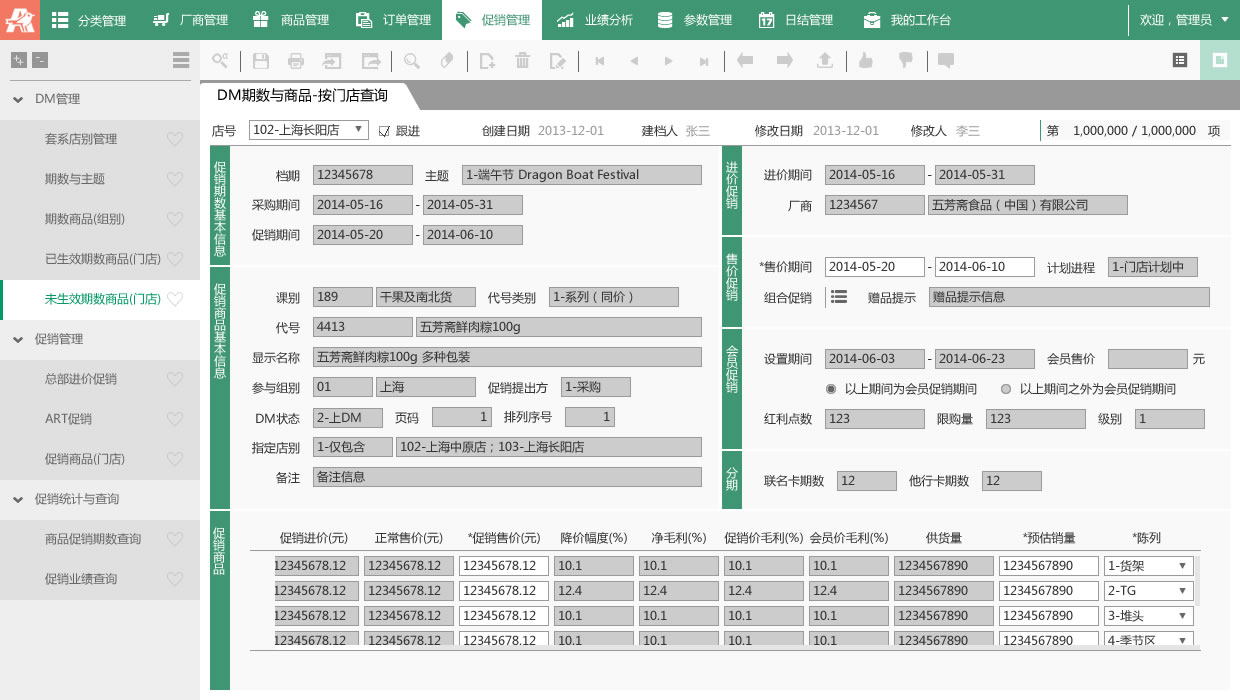 分类管理 厂商管理 商品管理 订单管理 促销管理 业绩分析 参数管理 日结管理 我的工作台 欢迎，管理员
DM管理
套系店别管理
期数与主题
期数商品(组别)
已生效期数商品(门店)
未生效期数商品(门店)
促销管理
总部进价促销
ART促销
促销商品(门店)
促销统计与查询
商品促销期数查询
促销业绩查询
DM期数与商品-按门店查询
店号 102-上海长阳店 跟进 创建日期 2013-12-01 建档人 张三 修改日期 2013-12-01 修改人 李三 第 1,000,000 / 1,000,000 项
促销期数基本信息
档期 12345678 主题 1-端午节 Dragon Boat Festival
采购期间 2014-05-16 - 2014-05-31
促销期间 2014-05-20 - 2014-06-10
促销商品基本信息
课别 189 干果及南北货 代号类别 1-系列（同价）
代号 4413 五芳斋鲜肉粽100g
显示名称 五芳斋鲜肉粽100g 多种包装
参与组别 01 上海 促销提出方 1-采购
DM状态 2-上DM 页码 1 排列序号 1
指定店别 1-仅包含 102-上海中原店；103-上海长阳店
备注 备注信息
进价促销
进价期间 2014-05-16 - 2014-05-31
厂商 1234567 五芳斋食品（中国）有限公司
售价促销
*售价期间 2014-05-20 - 2014-06-10 计划进程 1-门店计划中
组合促销 赠品提示 赠品提示信息
会员促销
设置期间 2014-06-03 - 2014-06-23 会员售价 元
以上期间为会员促销期间 以上期间之外为会员促销期间
红利点数 123 限购量 123 级别 1
分期
联名卡期数 12 他行卡期数 12
促销商品
促销进价(元) 正常售价(元) *促销售价(元) 降价幅度(%) 净毛利(%) 促销价毛利(%) 会员价毛利(%) 供货量 *预估销量 *陈列
12345678.12 12345678.12 12345678.12 10.1 10.1 10.1 10.1 1234567890 1234567890 1-货架
12345678.12 12345678.12 12345678.12 12.4 12.4 12.4 12.4 1234567890 1234567890 2-TG
12345678.12 12345678.12 12345678.12 10.1 10.1 10.1 10.1 1234567890 1234567890 3-堆头
12345678.12 12345678.12 12345678.12 10.1 10.1 10.1 10.1 1234567890 1234567890 4-季节区